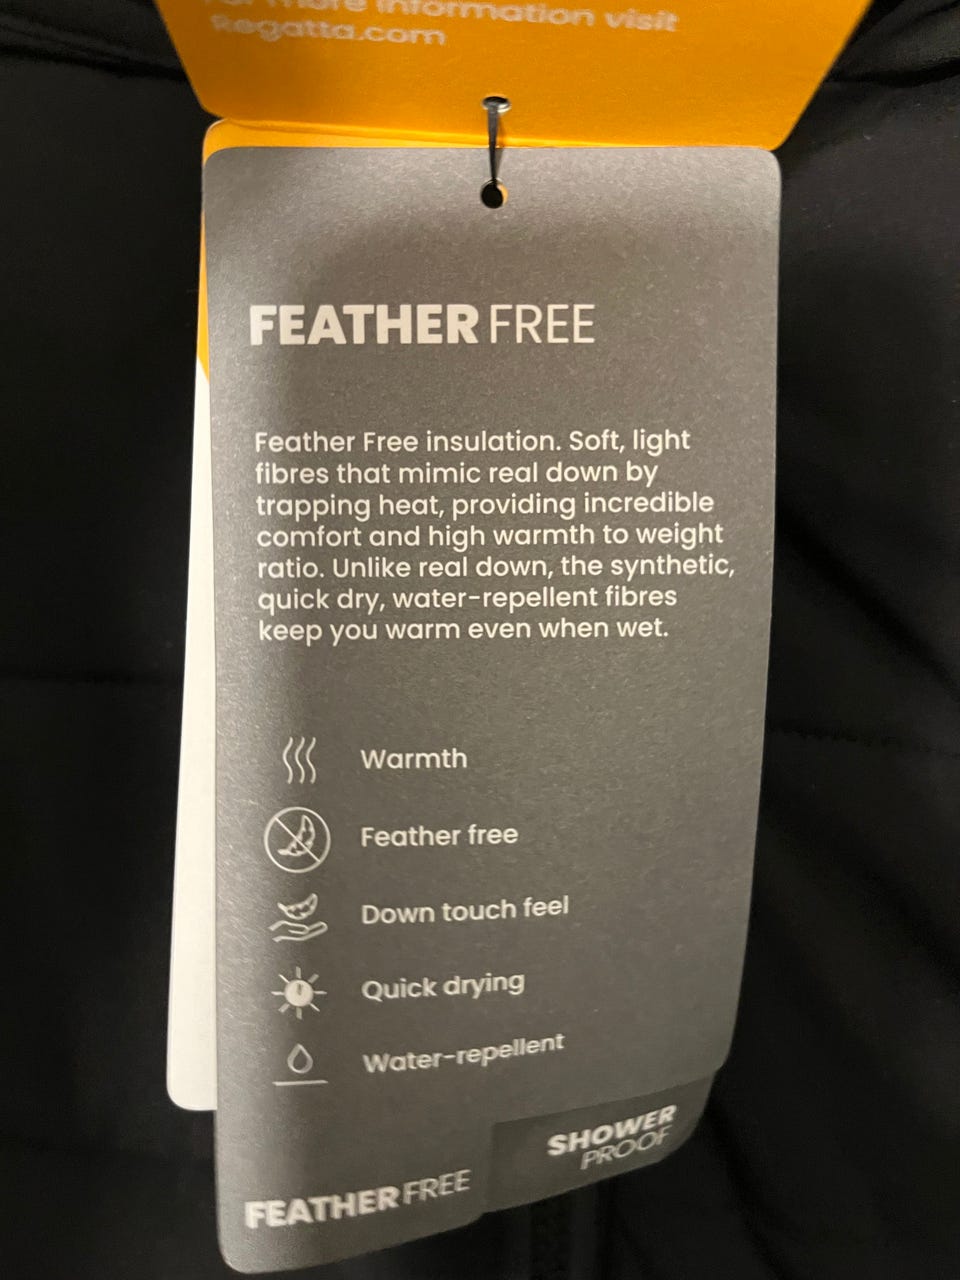 For more information visit
Regatta.com
FEATHER FREE
Feather Free insulation. Soft, light
fibres that mimic real down by
trapping heat, providing incredible
comfort and high warmth to weight
ratio. Unlike real down, the synthetic,
quick dry, water-repellent fibres
keep you warm even when wet.
Warmth
Feather free
Down touch feel
Quick drying
Water-repellent
SHOWER
PROOF
FEATHER FREE